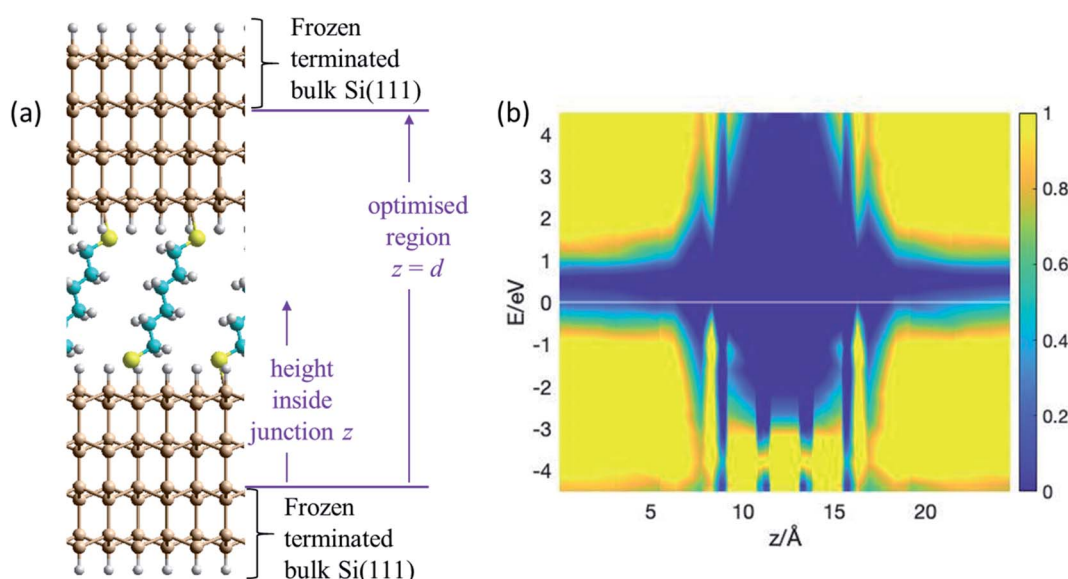 Frozen
terminated
bulk Si(111)
(a)
optimised
region
z = d
height
inside
junction z
Frozen
terminated
bulk Si(111)
(b)
4
3
2
1
0
-1
-2
-3
-4
E/eV
5
10
15
20
z/Å
1
0.8
0.6
0.4
0.2
0